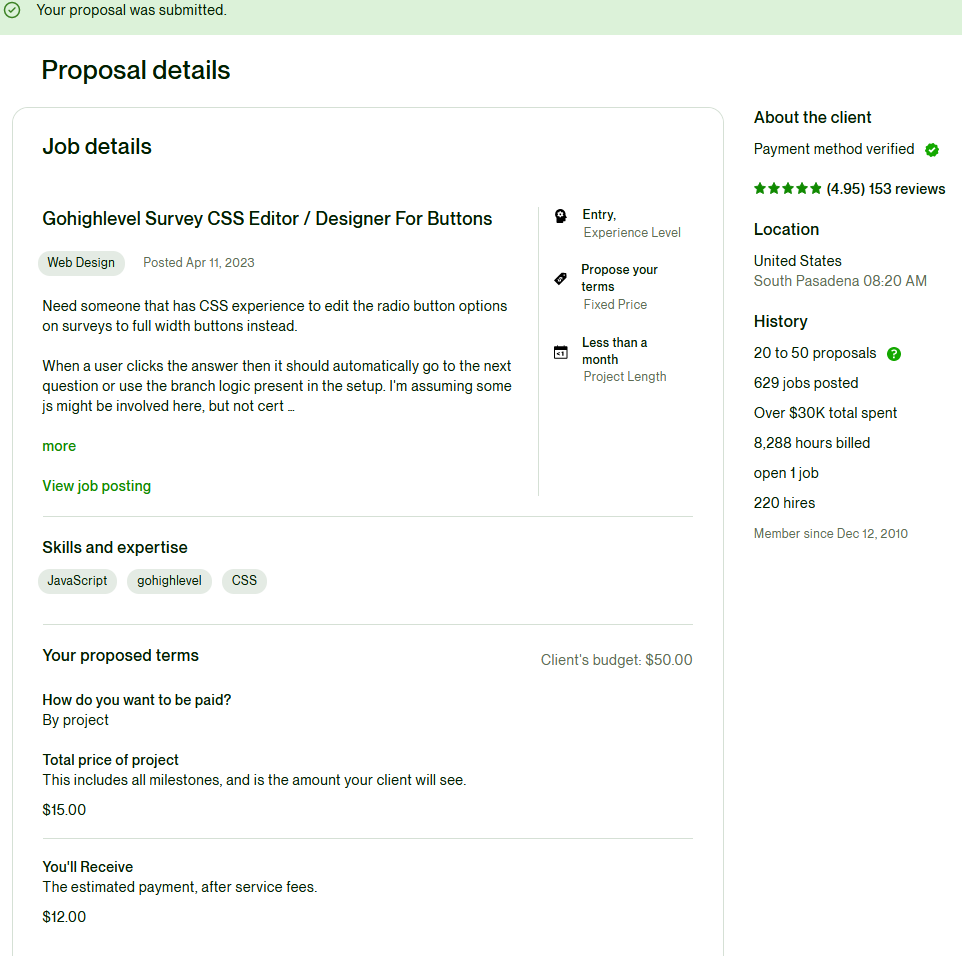 Your proposal was submitted.
Proposal details
Job details
Gohighlevel Survey CSS Editor / Designer For Buttons
Web Design
Posted Apr 11, 2023
Need someone that has CSS experience to edit the radio button options
on surveys to full width buttons instead.
When a user clicks the answer then it should automatically go to the next
question or use the branch logic present in the setup. I'm assuming some
js might be involved here, but not cert ...
more
View job posting
Entry,
Experience Level
Propose your
terms
Fixed Price
Less than a
month
Project Length
Skills and expertise
JavaScript
gohighlevel
CSS
Your proposed terms
Client's budget: $50.00
How do you want to be paid?
By project
Total price of project
This includes all milestones, and is the amount your client will see.
$15.00
You'll Receive
The estimated payment, after service fees.
$12.00
About the client
Payment method verified
(4.95) 153 reviews
Location
United States
South Pasadena 08:20 AM
History
20 to 50 proposals
629 jobs posted
Over $30K total spent
8,288 hours billed
open 1 job
220 hires
Member since Dec 12, 2010